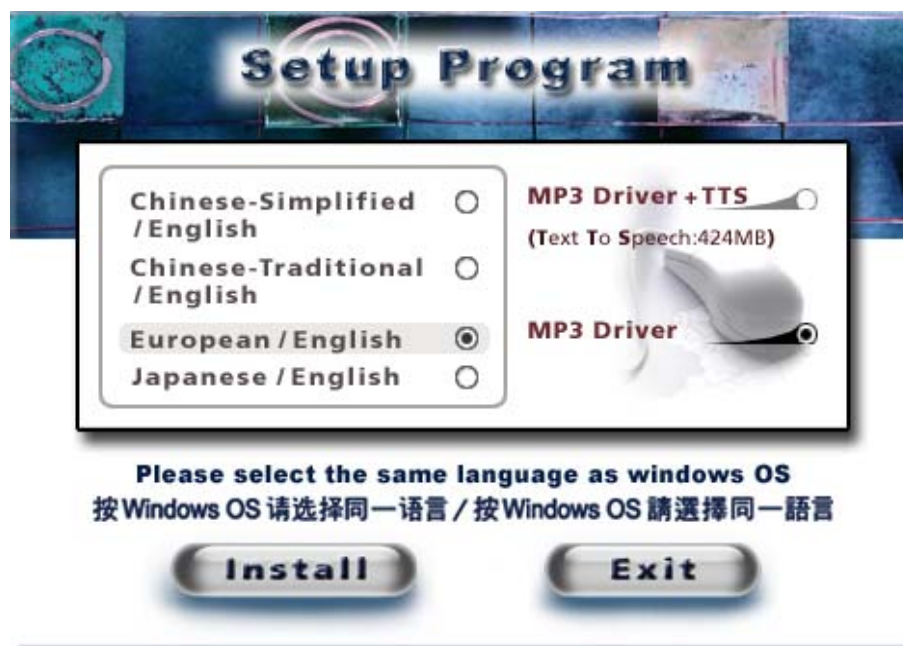 Setup Program
Chinese-Simplified
/English
Chinese-Traditional
/English
European / English
Japanese / English
MP3 Driver + TTS
(Text To Speech:424MB)
MP3 Driver
Please select the same language as windows OS
按Windows OS 请选择同一语言 / 按Windows OS 請選擇同一語言
Install
Exit